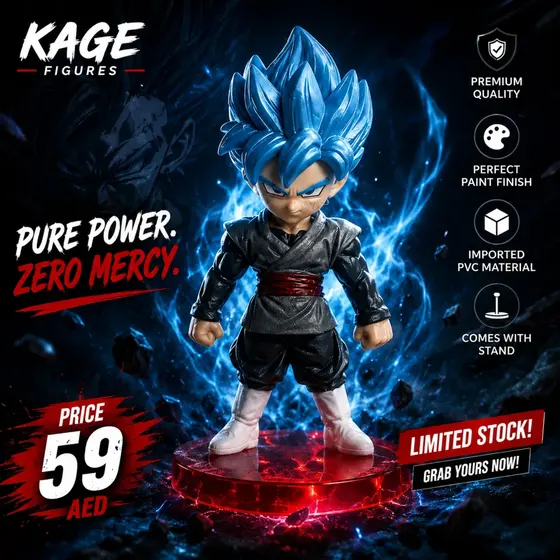 KAGE
FIGURES
PREMIUM
QUALITY
PERFECT
PAINT FINISH
IMPORTED
PVC MATERIAL
COMES WITH
STAND
PURE POWER.
ZERO MERCY.
PRICE
59
AED
LIMITED STOCK!
GRAB YOURS NOW!